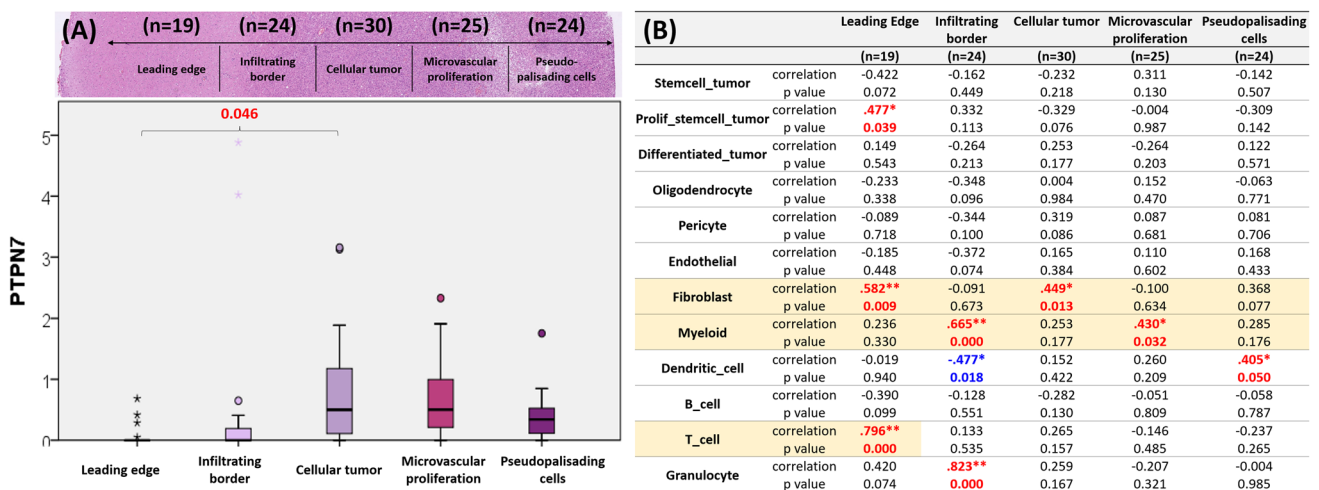 (A)
(n=19) (n=24) (n=30) (n=25) (n=24)
Leading edge
Infiltrating
border
Cellular tumor
Microvascular
proliferation
Pseudo-
palisading cells
0.046
5
4
3
2
1
0
PTPN7
Leading edge
Infiltrating
border
Cellular tumor
Microvascular
proliferation
Pseudopalisading
cells
(B)
Leading Edge
Infiltrating
border
Cellular tumor
Microvascular
proliferation
Pseudopalisading
cells
(n=19) (n=24) (n=30) (n=25) (n=24)
Stemcell_tumor
correlation -0.422 -0.162 -0.232 0.311 -0.142
p value 0.072 0.449 0.218 0.130 0.507
Prolif_stemcell_tumor
correlation .477* 0.332 -0.329 -0.004 -0.309
p value 0.039 0.113 0.076 0.987 0.142
Differentiated_tumor
correlation 0.149 -0.264 0.253 -0.264 0.122
p value 0.543 0.213 0.177 0.203 0.571
Oligodendrocyte
correlation -0.233 -0.348 0.004 0.152 -0.063
p value 0.338 0.096 0.984 0.470 0.771
Pericyte
correlation -0.089 -0.344 0.319 0.087 0.081
p value 0.718 0.100 0.086 0.681 0.706
Endothelial
correlation -0.185 -0.372 0.165 0.110 0.168
p value 0.448 0.074 0.384 0.602 0.433
Fibroblast
correlation .582** -0.091 .449* -0.100 0.368
p value 0.009 0.673 0.013 0.634 0.077
Myeloid
correlation 0.236 .665** 0.253 .430* 0.285
p value 0.330 0.000 0.177 0.032 0.176
Dendritic_cell
correlation -0.019 -.477* 0.152 0.260 .405*
p value 0.940 0.018 0.422 0.209 0.050
B_cell
correlation -0.390 -0.128 -0.282 -0.051 -0.058
p value 0.099 0.551 0.130 0.809 0.787
T_cell
correlation .796** 0.133 0.265 -0.146 -0.237
p value 0.000 0.535 0.157 0.485 0.265
Granulocyte
correlation 0.420 .823** 0.259 -0.207 -0.004
p value 0.074 0.000 0.167 0.321 0.985